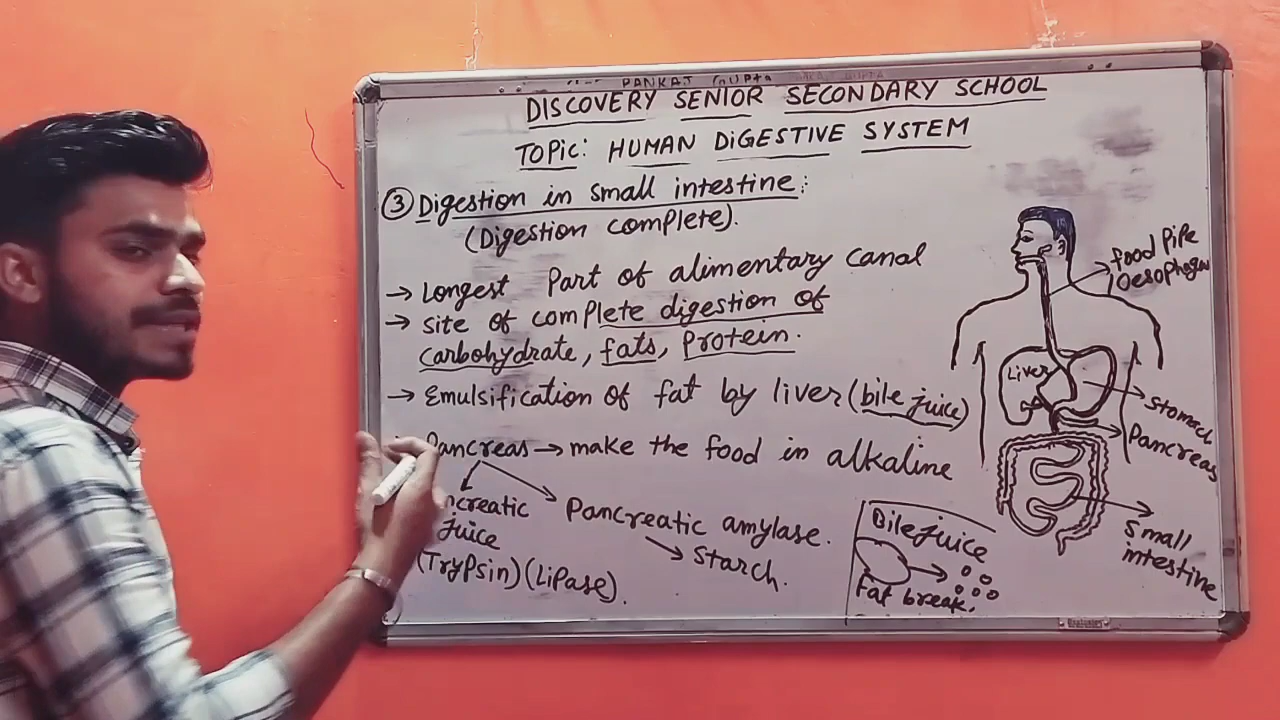 PANKAJ GUPTA
DISCOVERY SENIOR SECONDARY SCHOOL
TOPIC: HUMAN DIGESTIVE SYSTEM
③ Digestion in small intestine:
(Digestion complete).
→ Longest Part of alimentary canal
→ site of complete digestion of
carbohydrate, fats, protein.
→ Emulsification of fat by liver (bile juice)
Pancreas → make the food in alkaline
ncreatic
juice
(Trypsin) (Lipase).
Pancreatic amylase.
→ Starch.
Bile juice
Fat break.
food pipe
Oesophagu
Liver
Stomach
Pancreas
Small
intestine